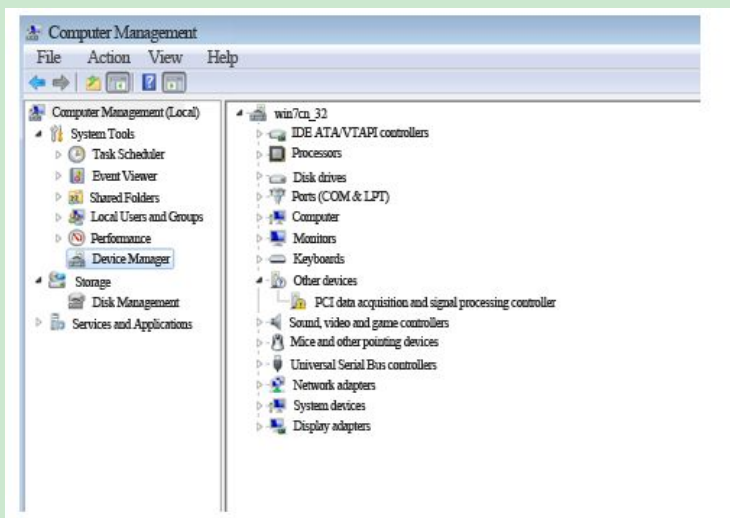 Computer Management
File Action View Help
Computer Management (Local)
System Tools
Task Scheduler
Event Viewer
Shared Folders
Local Users and Groups
Performance
Device Manager
Storage
Disk Management
Services and Applications
win7cn_32
IDE ATA/VTAPI controllers
Processors
Disk drives
Ports (COM & LPT)
Computer
Monitors
Keyboards
Other devices
PCI data acquisition and signal processing controller
Sound, video and game controllers
Mice and other pointing devices
Universal Serial Bus controllers
Network adapters
System devices
Display adapters